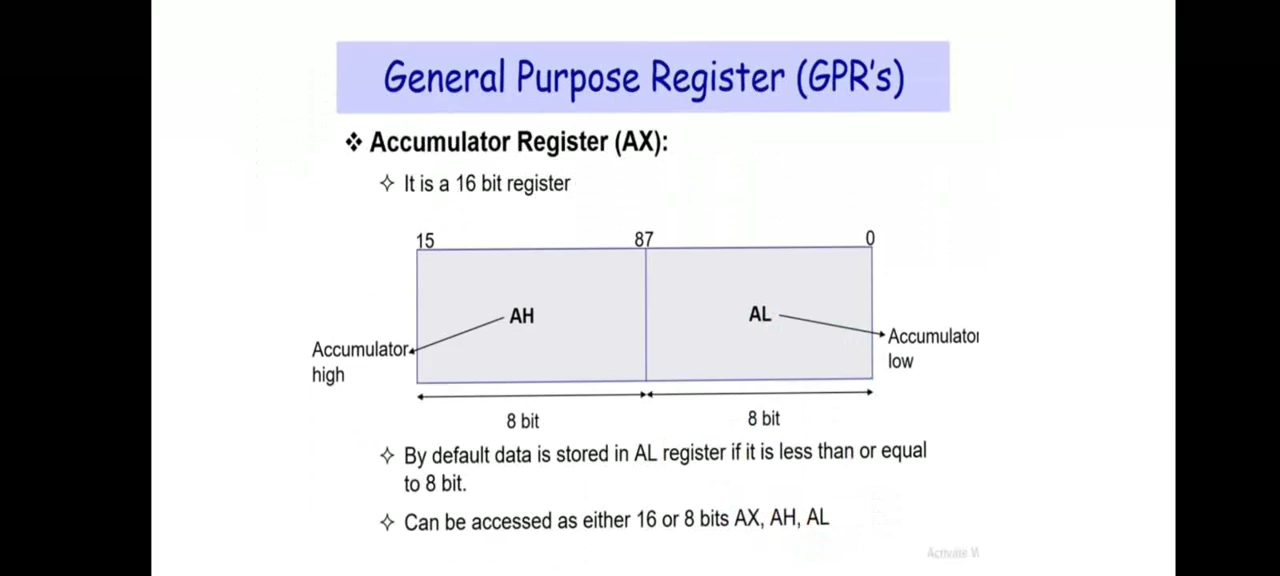 General Purpose Register (GPR's)
❖ Accumulator Register (AX):
✧ It is a 16 bit register
15 87 0
AH AL
Accumulator high
Accumulator low
8 bit 8 bit
✧ By default data is stored in AL register if it is less than or equal
to 8 bit.
✧ Can be accessed as either 16 or 8 bits AX, AH, AL
Activate W